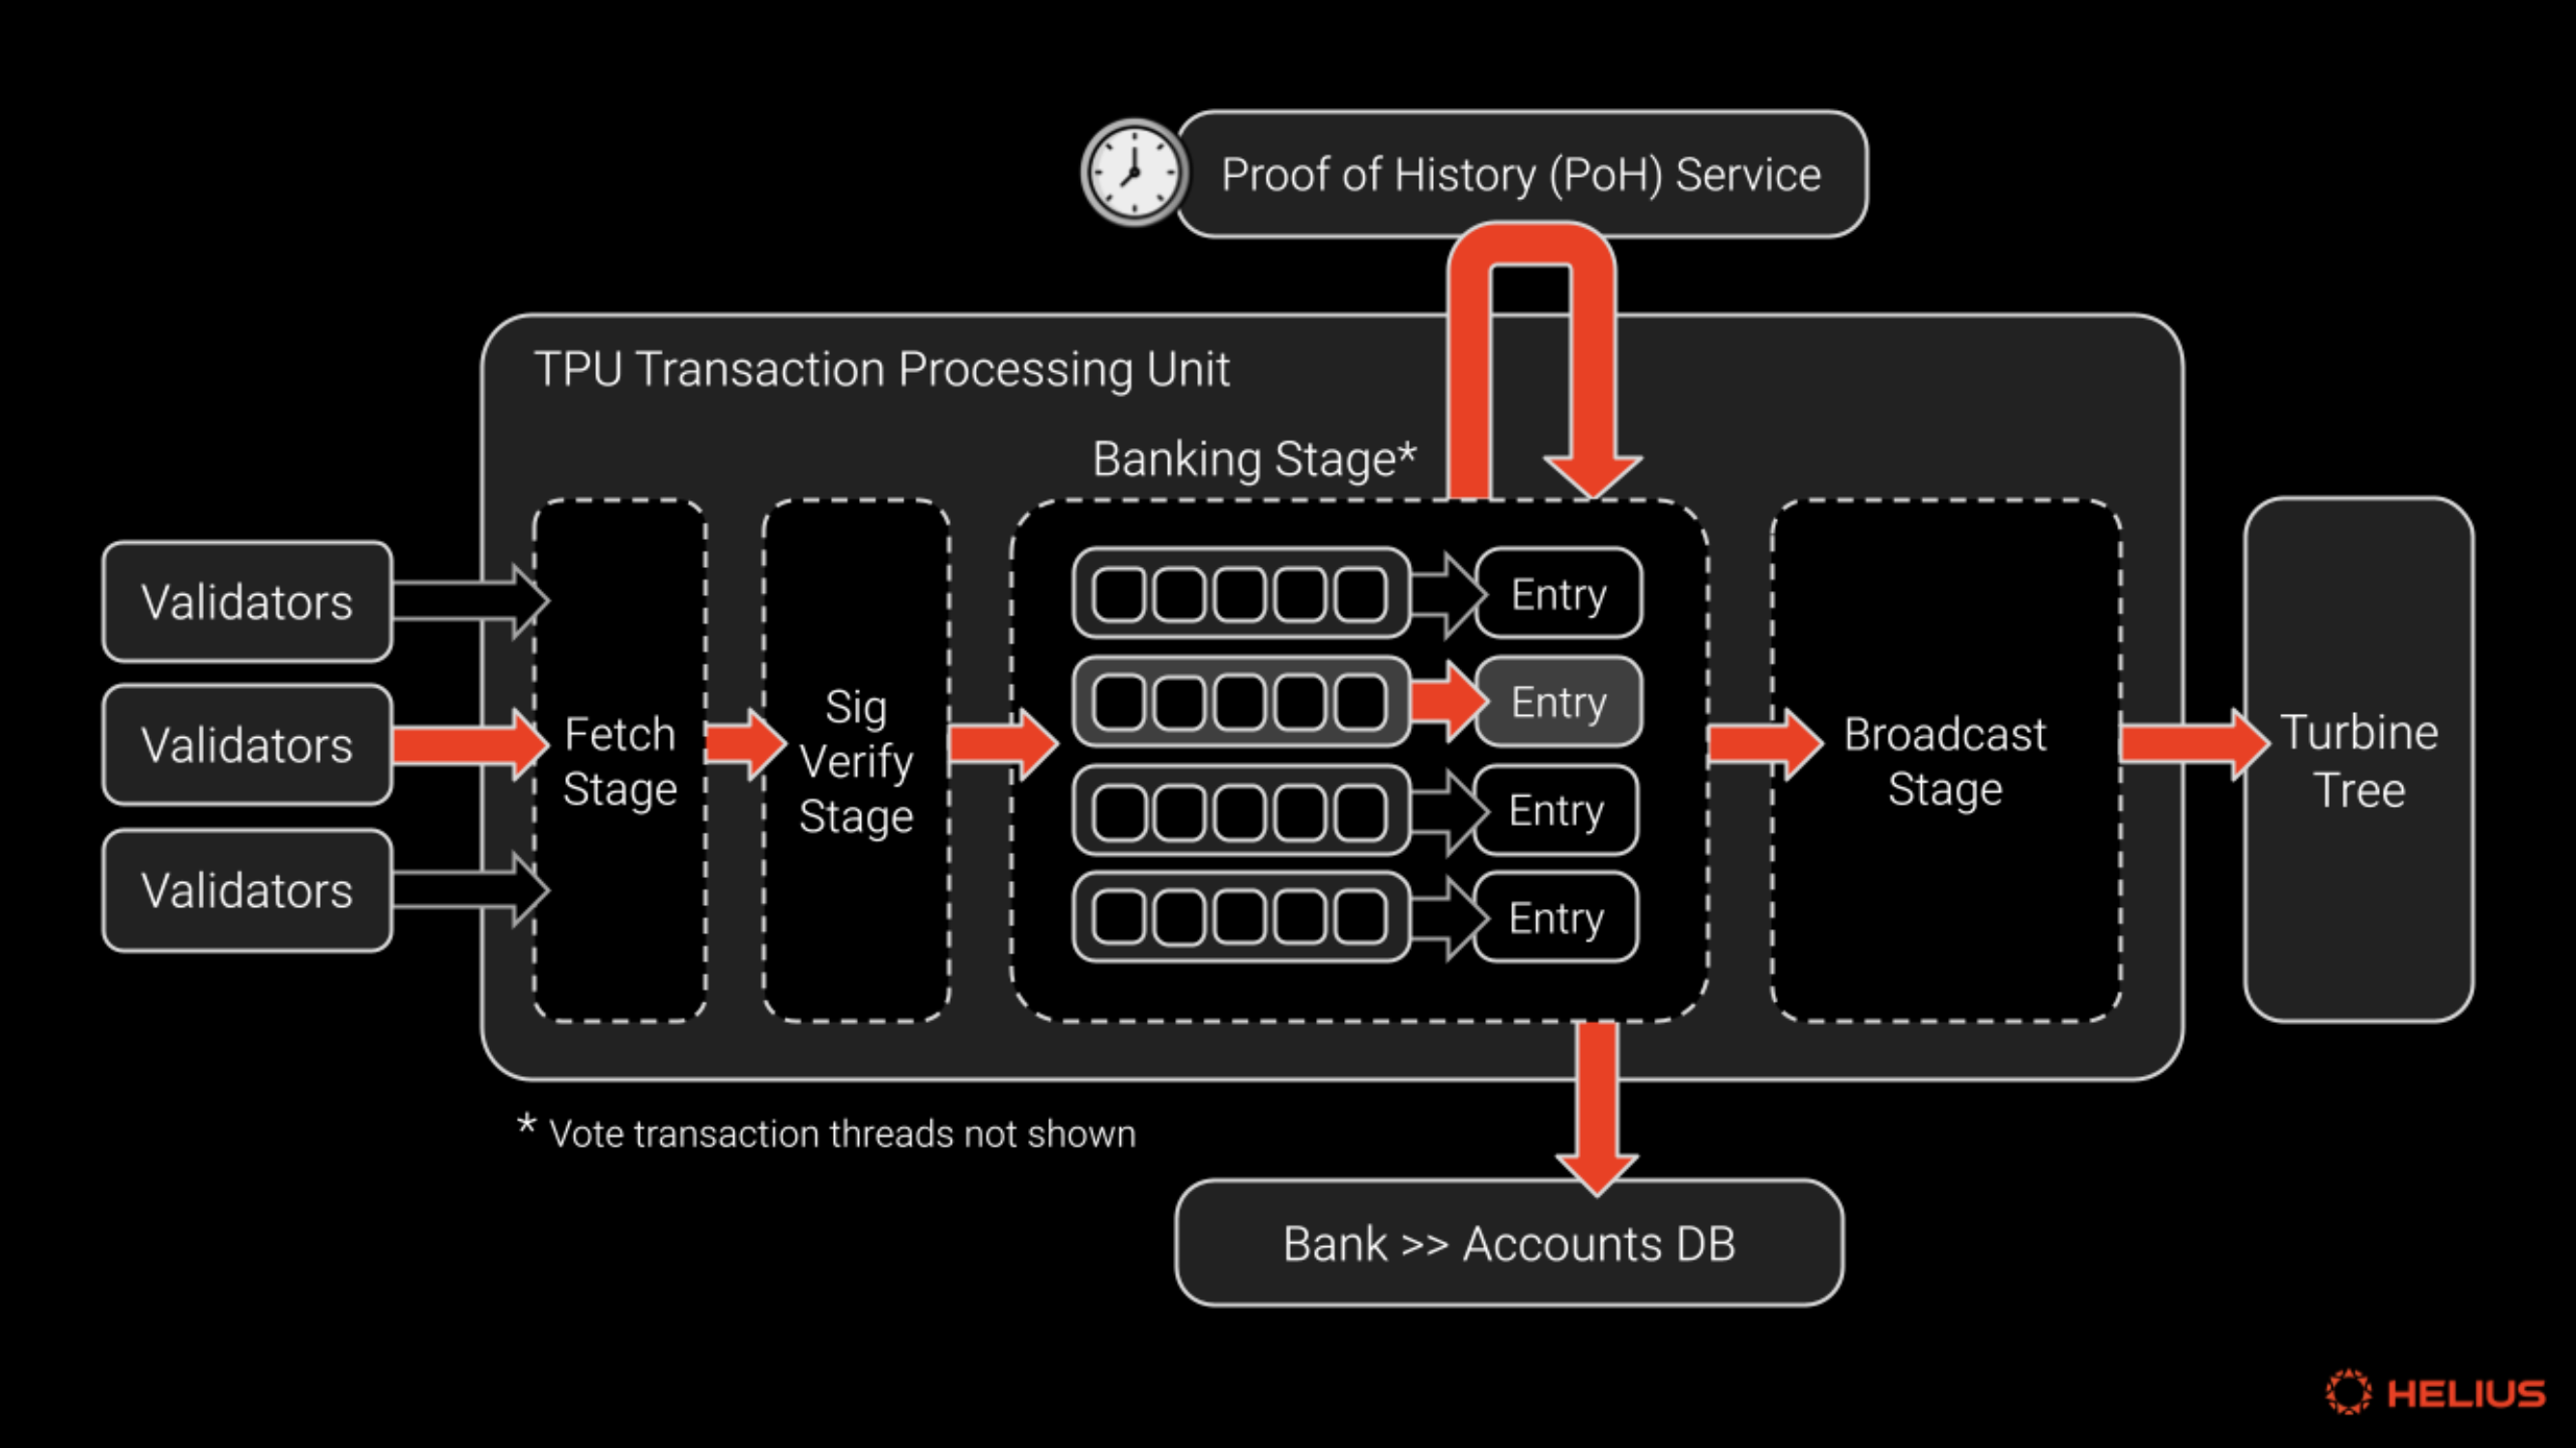 Proof of History (PoH) Service
TPU Transaction Processing Unit
Banking Stage*
Validators
Validators
Validators
Fetch
Stage
Sig
Verify
Stage
Entry
Entry
Entry
Entry
Broadcast
Stage
Turbine
Tree
* Vote transaction threads not shown
Bank >> Accounts DB
HELIUS